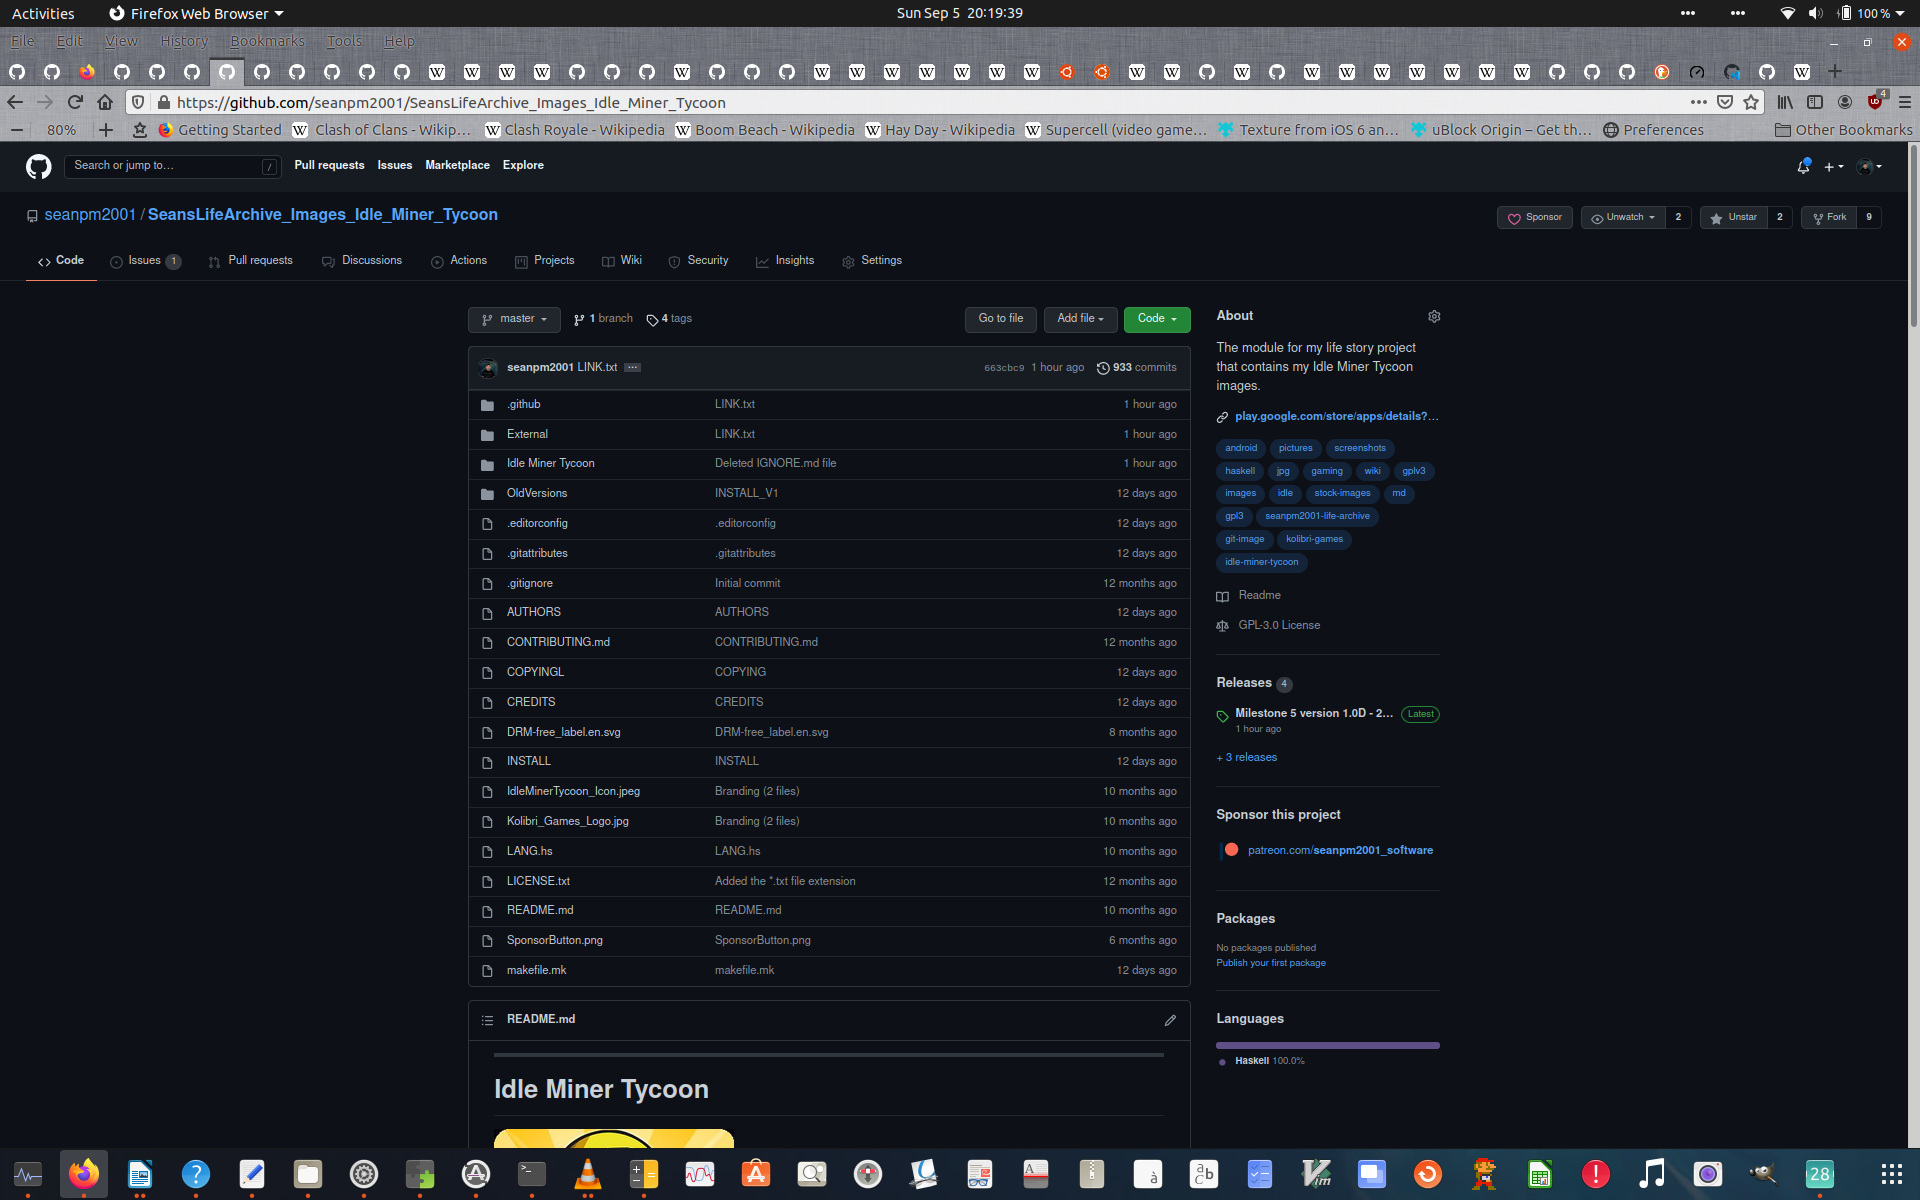 Activities Firefox Web Browser Sun Sep 5 20:19:39 100 %
File Edit View History Bookmarks Tools Help
https://github.com/seanpm2001/SeansLifeArchive_Images_Idle_Miner_Tycoon 4
80% Getting Started Clash of Clans - Wikip… Clash Royale - Wikipedia Boom Beach - Wikipedia Hay Day - Wikipedia Supercell (video game… Texture from iOS 6 an… uBlock Origin – Get th… Preferences Other Bookmarks
Search or jump to… / Pull requests Issues Marketplace Explore
seanpm2001 / SeansLifeArchive_Images_Idle_Miner_Tycoon Sponsor Unwatch 2 Unstar 2 Fork 9
Code Issues 1 Pull requests Discussions Actions Projects Wiki Security Insights Settings
master 1 branch 4 tags Go to file Add file Code
seanpm2001 LINK.txt 663cbc9 1 hour ago 933 commits
.github LINK.txt 1 hour ago
External LINK.txt 1 hour ago
Idle Miner Tycoon Deleted IGNORE.md file 1 hour ago
OldVersions INSTALL_V1 12 days ago
.editorconfig .editorconfig 12 days ago
.gitattributes .gitattributes 12 days ago
.gitignore Initial commit 12 months ago
AUTHORS AUTHORS 12 days ago
CONTRIBUTING.md CONTRIBUTING.md 12 months ago
COPYINGL COPYING 12 days ago
CREDITS CREDITS 12 days ago
DRM-free_label.en.svg DRM-free_label.en.svg 8 months ago
INSTALL INSTALL 12 days ago
IdleMinerTycoon_Icon.jpeg Branding (2 files) 10 months ago
Kolibri_Games_Logo.jpg Branding (2 files) 10 months ago
LANG.hs LANG.hs 10 months ago
LICENSE.txt Added the *.txt file extension 12 months ago
README.md README.md 10 months ago
SponsorButton.png SponsorButton.png 6 months ago
makefile.mk makefile.mk 12 days ago
README.md
Idle Miner Tycoon
About
The module for my life story project
that contains my Idle Miner Tycoon
images.
play.google.com/store/apps/details?…
android pictures screenshots
haskell jpg gaming wiki gplv3
images idle stock-images md
gpl3 seanpm2001-life-archive
git-image kolibri-games
idle-miner-tycoon
Readme
GPL-3.0 License
Releases 4
Milestone 5 version 1.0D - 2… Latest
1 hour ago
+ 3 releases
Sponsor this project
patreon.com/seanpm2001_software
Packages
No packages published
Publish your first package
Languages
Haskell 100.0%
28